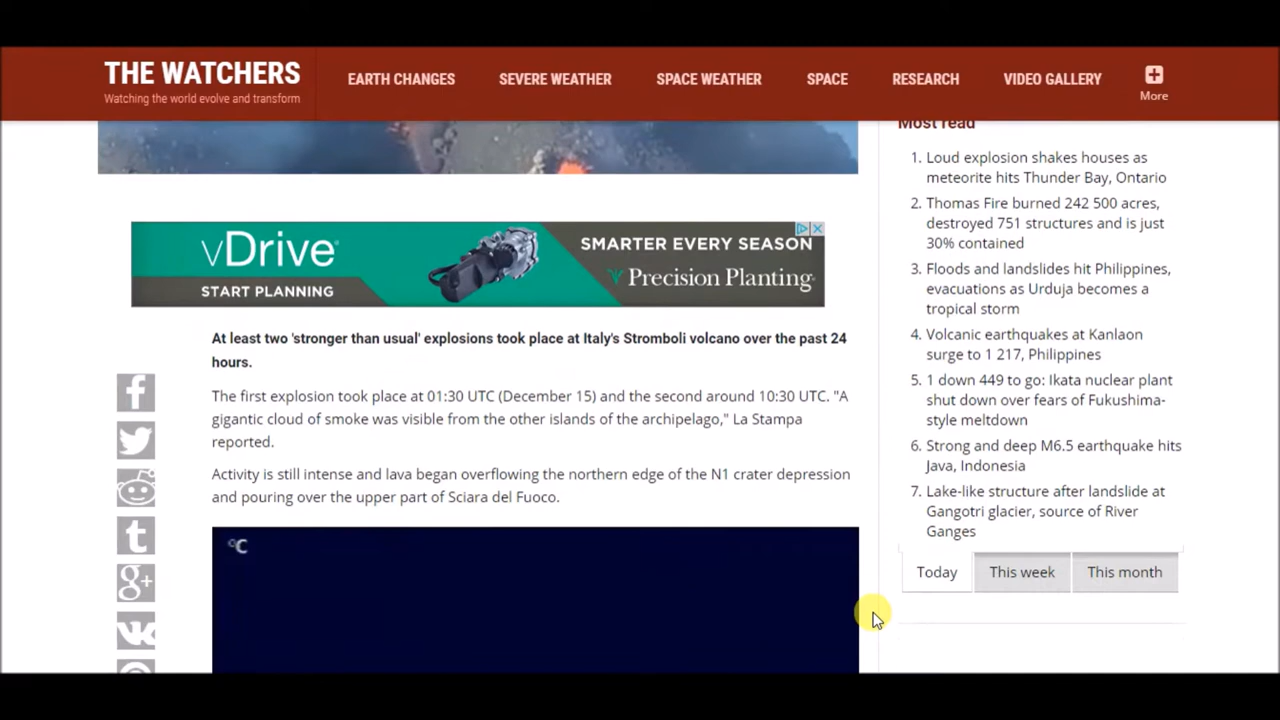 THE WATCHERS
Watching the world evolve and transform
EARTH CHANGES
SEVERE WEATHER
SPACE WEATHER
SPACE
RESEARCH
VIDEO GALLERY
More
vDrive®
START PLANNING
SMARTER EVERY SEASON
Precision Planting®
At least two 'stronger than usual' explosions took place at Italy's Stromboli volcano over the past 24
hours.
The first explosion took place at 01:30 UTC (December 15) and the second around 10:30 UTC. "A
gigantic cloud of smoke was visible from the other islands of the archipelago," La Stampa
reported.
Activity is still intense and lava began overflowing the northern edge of the N1 crater depression
and pouring over the upper part of Sciara del Fuoco.
°C
Most read
1. Loud explosion shakes houses as
meteorite hits Thunder Bay, Ontario
2. Thomas Fire burned 242 500 acres,
destroyed 751 structures and is just
30% contained
3. Floods and landslides hit Philippines,
evacuations as Urduja becomes a
tropical storm
4. Volcanic earthquakes at Kanlaon
surge to 1 217, Philippines
5. 1 down 449 to go: Ikata nuclear plant
shut down over fears of Fukushima-
style meltdown
6. Strong and deep M6.5 earthquake hits
Java, Indonesia
7. Lake-like structure after landslide at
Gangotri glacier, source of River
Ganges
Today
This week
This month